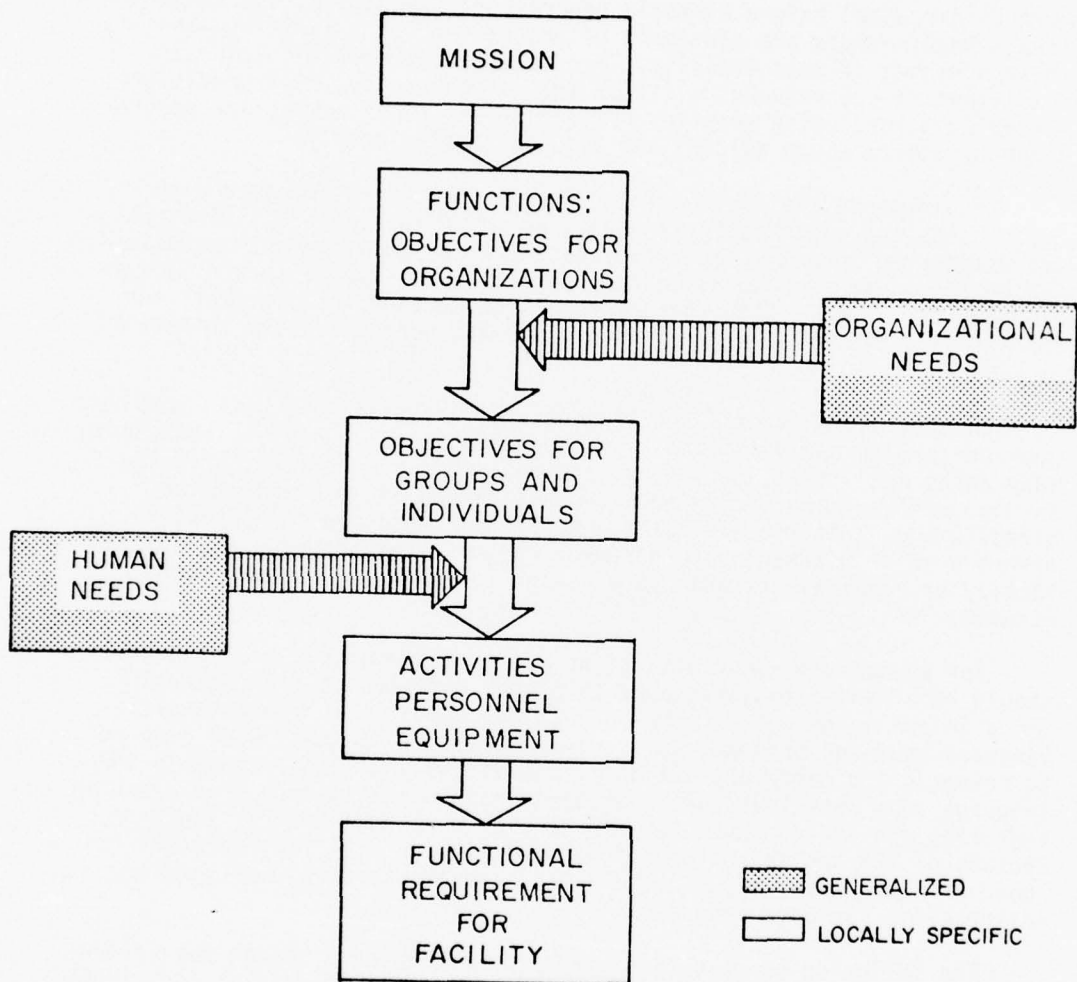 MISSION
FUNCTIONS:
OBJECTIVES FOR
ORGANIZATIONS
ORGANIZATIONAL
NEEDS
OBJECTIVES FOR
GROUPS AND
INDIVIDUALS
HUMAN
NEEDS
ACTIVITIES
PERSONNEL
EQUIPMENT
FUNCTIONAL
REQUIREMENT
FOR
FACILITY
GENERALIZED
LOCALLY SPECIFIC